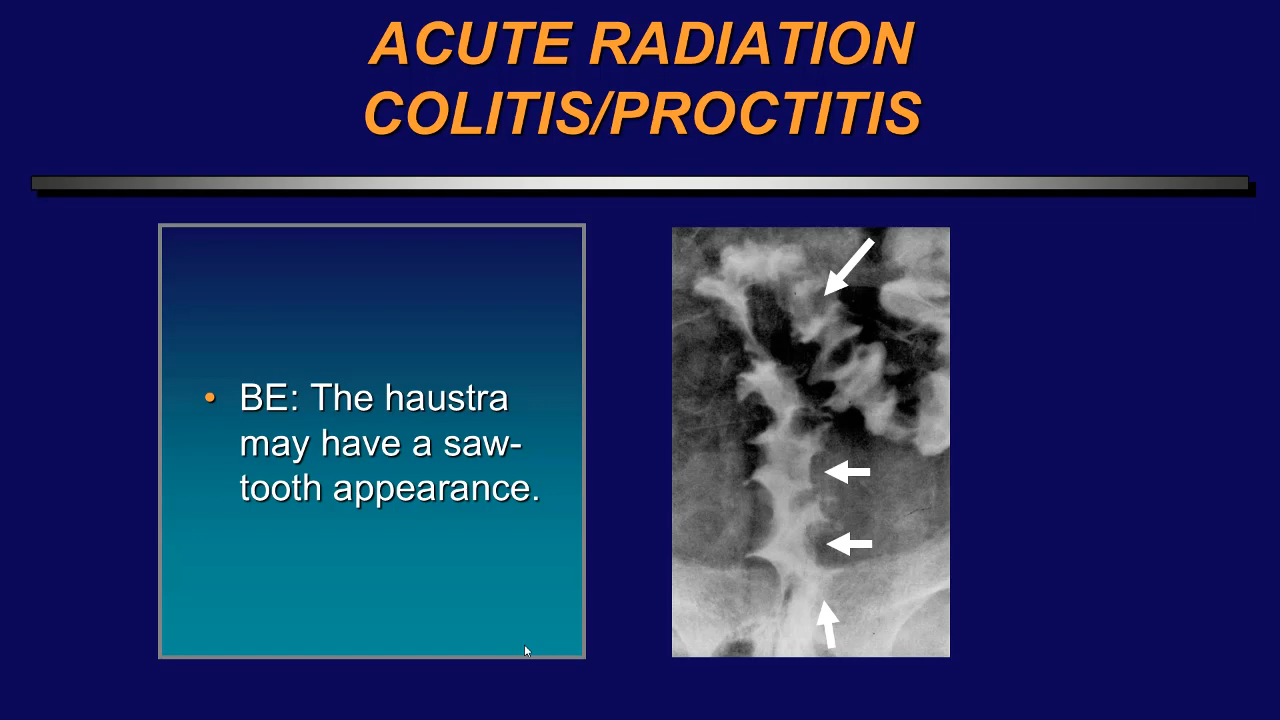 ACUTE RADIATION
COLITIS/PROCTITIS
• BE: The haustra
may have a saw-
tooth appearance.